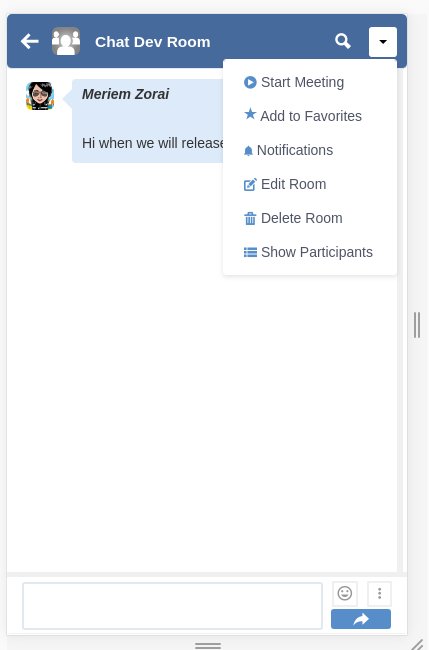 Chat Dev Room
Start Meeting
Add to Favorites
Notifications
Edit Room
Delete Room
Show Participants
Meriem Zorai
Hi when we will release